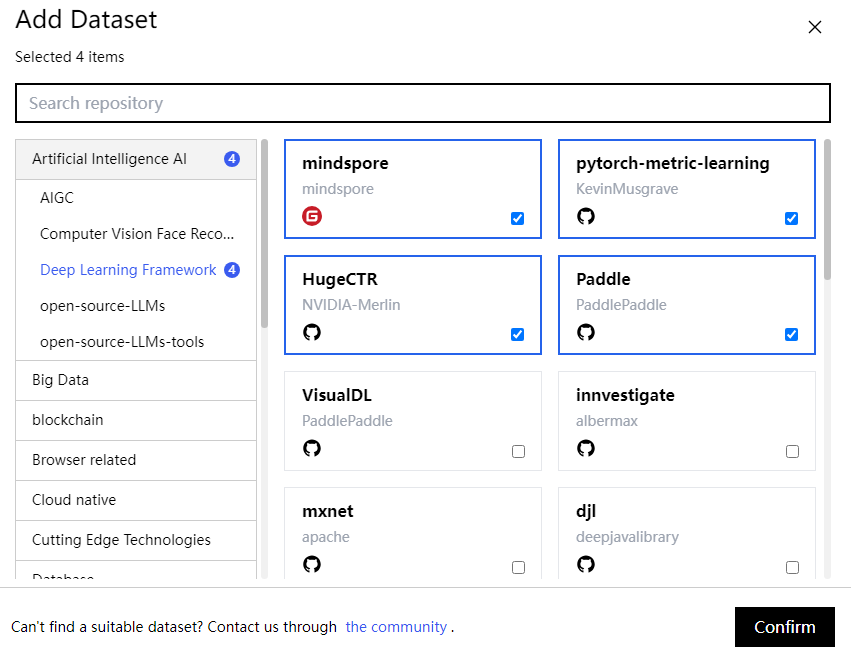 Add Dataset
Selected 4 items
Search repository
Artificial Intelligence AI 4
AIGC
Computer Vision Face Reco...
Deep Learning Framework 4
open-source-LLMs
open-source-LLMs-tools
Big Data
blockchain
Browser related
Cloud native
Cutting Edge Technologies
Database
mindspore
mindspore
G
pytorch-metric-learning
KevinMusgrave
HugeCTR
NVIDIA-Merlin
Paddle
PaddlePaddle
VisualDL
PaddlePaddle
innvestigate
albermax
mxnet
apache
djl
deepjavalibrary
Can't find a suitable dataset? Contact us through the community .
Confirm